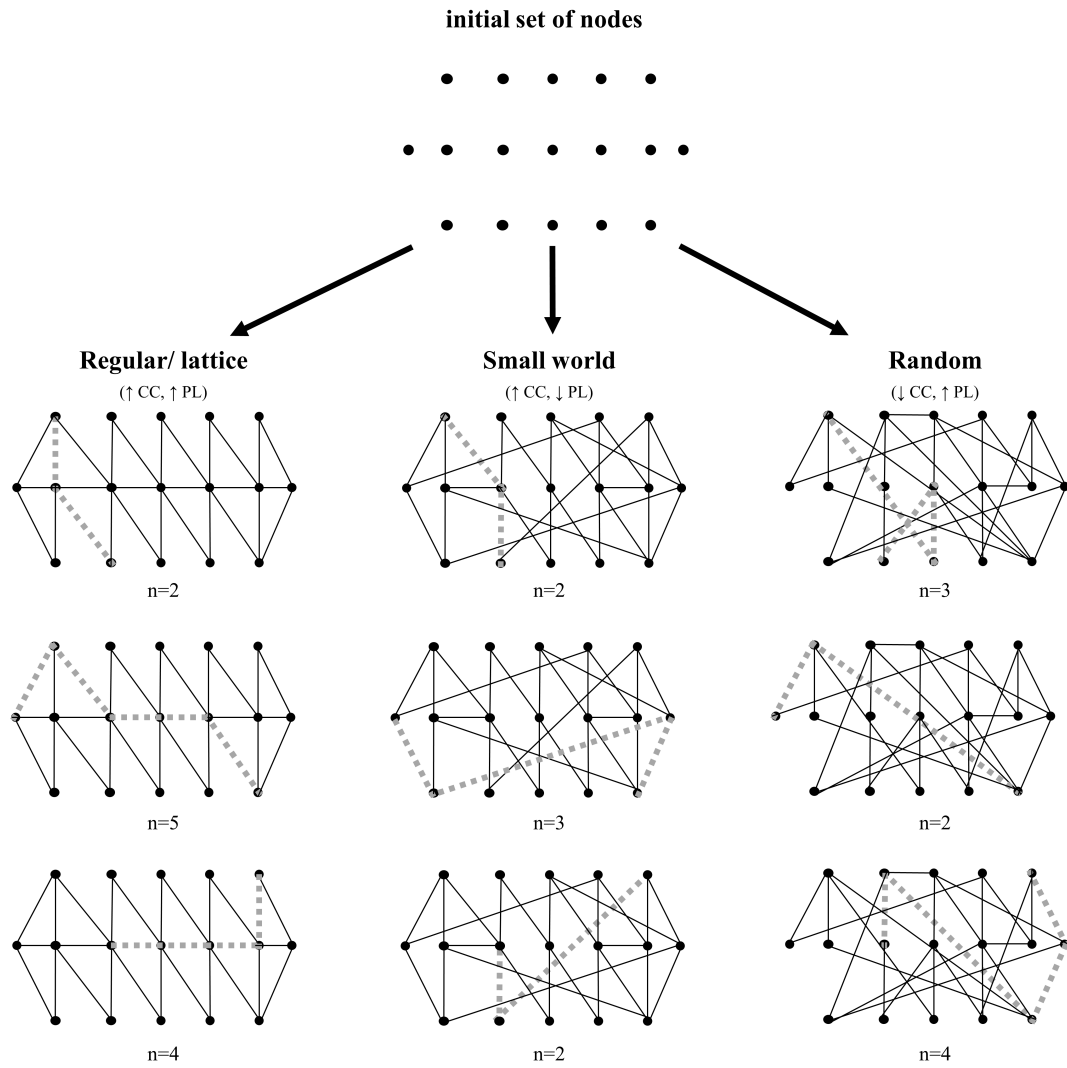 initial set of nodes
Regular/ lattice
(↑ CC, ↑ PL)
Small world
(↑ CC, ↓ PL)
Random
(↓ CC, ↑ PL)
n=2
n=2
n=3
n=5
n=3
n=2
n=4
n=2
n=4